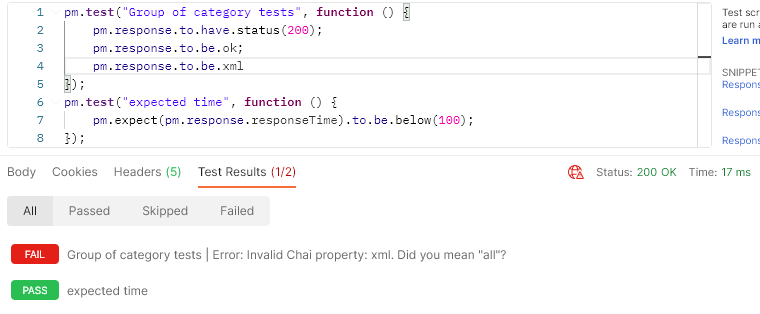 1 pm.test("Group of category tests", function () {
2 pm.response.to.have.status(200);
3 pm.response.to.be.ok;
4 pm.response.to.be.xml
5 });
6 pm.test("expected time", function () {
7 pm.expect(pm.response.responseTime).to.be.below(100);
8 });
Test scr
are run a
Learn m
SNIPPET
Respons
Respons
Respons
Body Cookies Headers (5) Test Results (1/2) Status: 200 OK Time: 17 ms
All Passed Skipped Failed
FAIL Group of category tests | Error: Invalid Chai property: xml. Did you mean "all"?
PASS expected time